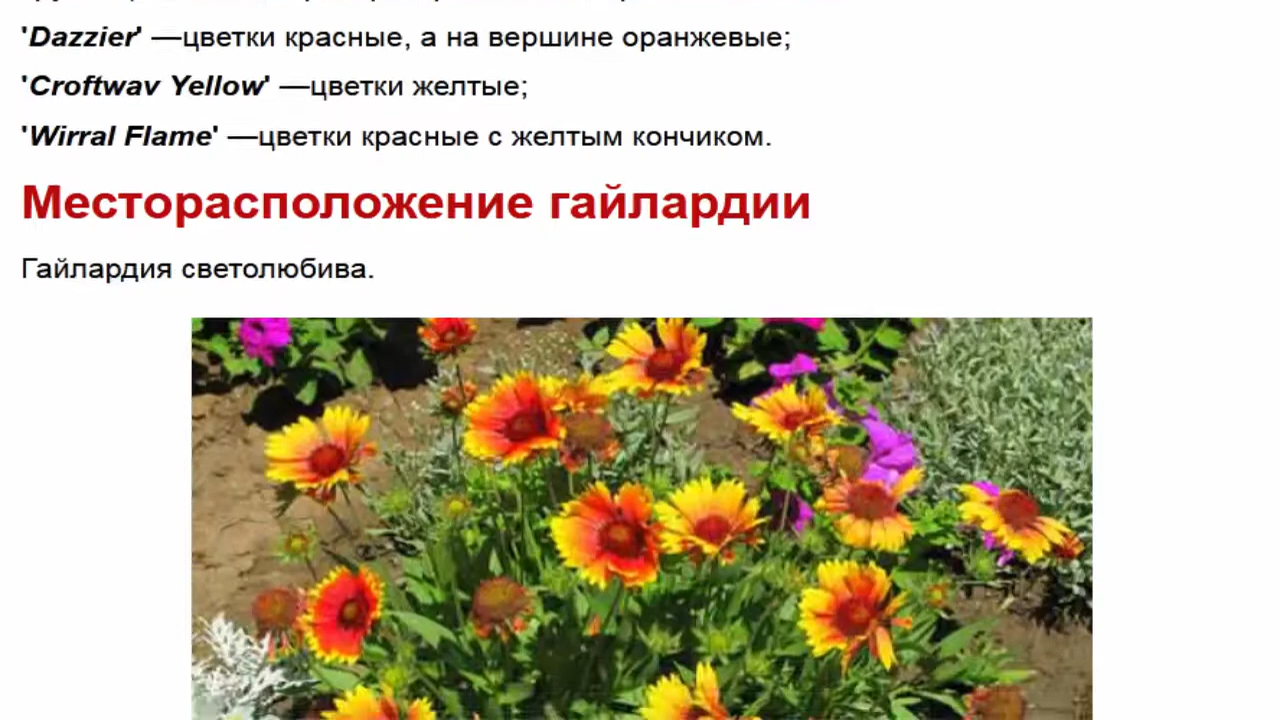 'Dazzier' —цветки красные, а на вершине оранжевые;
'Croftwav Yellow' —цветки желтые;
'Wirral Flame' —цветки красные с желтым кончиком.
Месторасположение гайлардии
Гайлардия светолюбива.